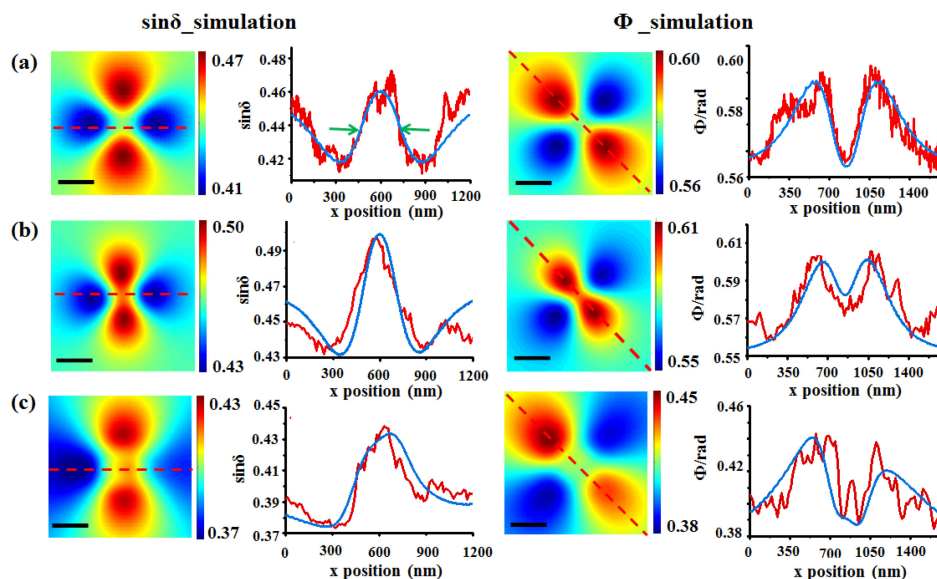 sinδ_simulation
Φ_simulation
(a)
0.47
0.41
sinδ
0.48
0.46
0.44
0.42
0 300 600 900 1200
x position (nm)
0.60
0.56
Φ/rad
0.60
0.58
0.56
0 350 700 1050 1400
x position (nm)
(b)
0.50
0.43
sinδ
0.49
0.47
0.45
0.43
0 300 600 900 1200
x position (nm)
0.61
0.55
Φ/rad
0.61
0.59
0.57
0.55
0 350 700 1050 1400
x position (nm)
(c)
0.43
0.37
sinδ
0.45
0.43
0.41
0.39
0.37
0 300 600 900 1200
x position (nm)
0.45
0.38
Φ/rad
0.46
0.44
0.42
0.40
0.38
0 350 700 1050 1400
x position (nm)